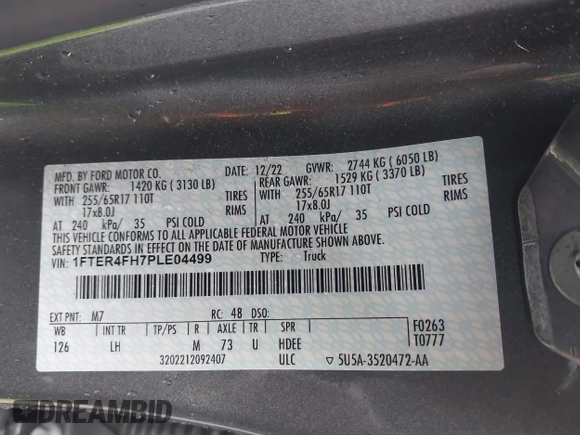 MFD. BY FORD MOTOR CO.
DATE: 12/22 GVWR: 2744 KG ( 6050 LB)
FRONT GAWR: 1420 KG ( 3130 LB)
REAR GAWR: 1529 KG ( 3370 LB)
WITH 255/65R17 110T TIRES
WITH 255/65R17 110T TIRES
17x8.0J RIMS
17x8.0J RIMS
AT 240 kPa/ 35 PSI COLD
AT 240 kPa/ 35 PSI COLD
THIS VEHICLE CONFORMS TO ALL APPLICABLE FEDERAL MOTOR VEHICLE
SAFETY STANDARDS IN EFFECT ON THE DATE OF MANUFACTURE SHOWN ABOVE.
1FTER4FH7PLE04499 TYPE: Truck
EXT PNT: M7 RC: 48 DSO:
WB INT TR TP/PS R AXLE TR SPR
126 LH M 73 U HDEE
F0263
T0777
3202212092407 ULC ▽ 5U5A-3520472-AA
BIDREAMBID